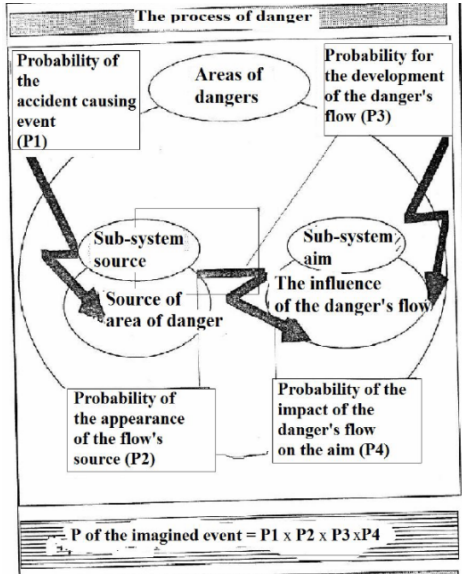 The process of danger
Probability of
the
accident causing
event
(P1)
Areas of
dangers
Probability for
the development
of the danger's
flow (P3)
Sub-system
source
Source of
area of danger
Sub-system
aim
The influence
of the danger's flow
Probability of
the appearance
of the flow's
source (P2)
Probability of the
impact of the
danger's flow
on the aim (P4)
P of the imagined event = P1 x P2 x P3 xP4